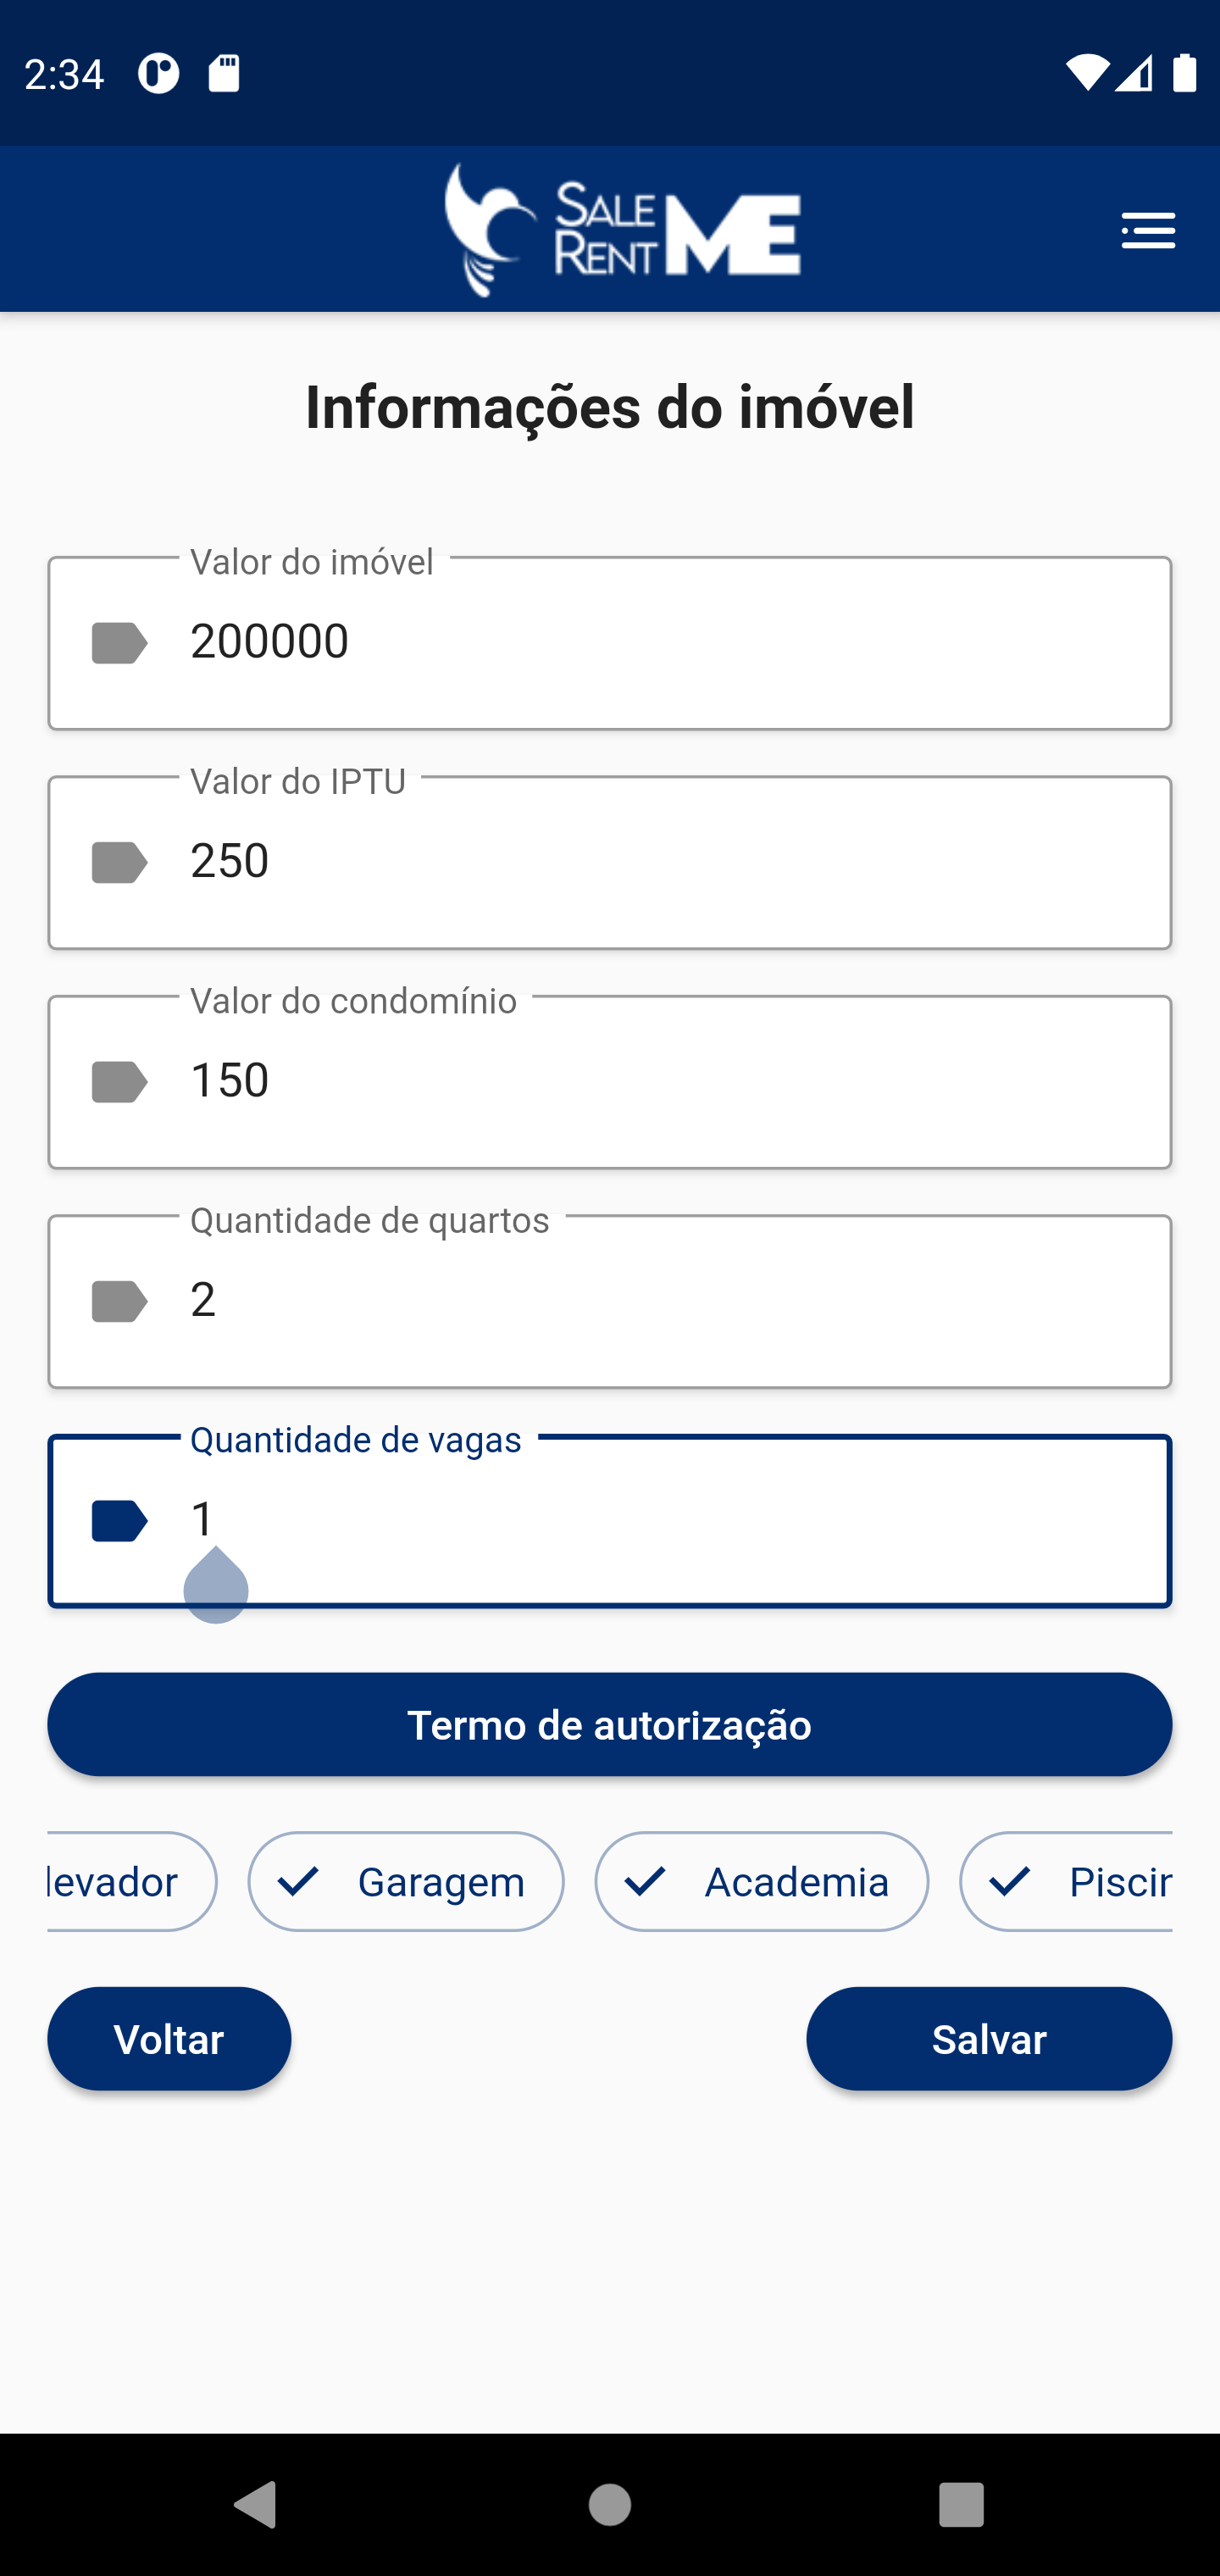 2:34
SALE
RENT ME
Informações do imóvel
Valor do imóvel
200000
Valor do IPTU
250
Valor do condomínio
150
Quantidade de quartos
2
Quantidade de vagas
1
Termo de autorização
levador Garagem Academia Piscin
Voltar Salvar